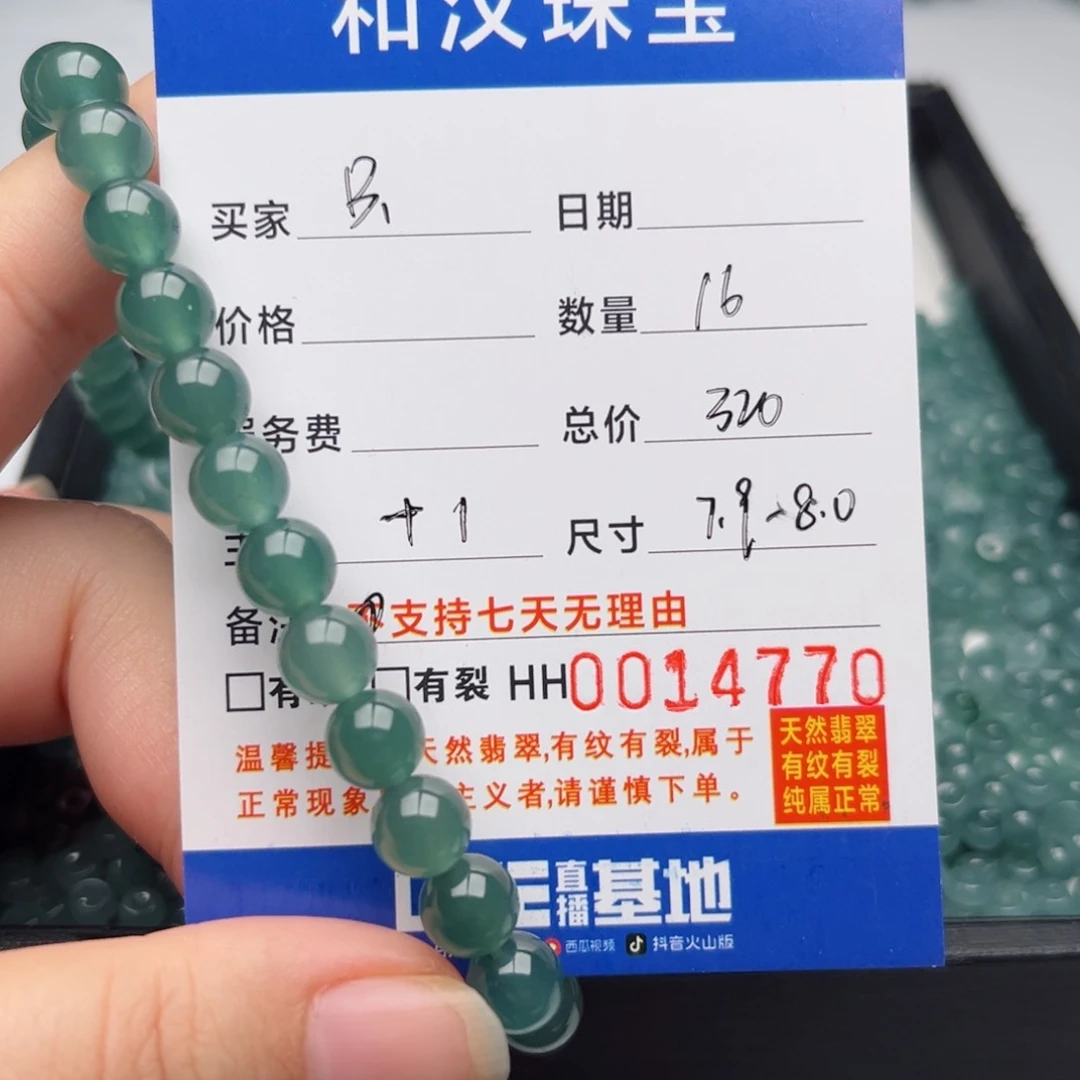 和汉珠宝
买家 B1 日期
价格 数量 16
务费 总价 320
+1 尺寸 7.9-8.0
备 支持七天无理由
□有 □有裂 HH0014770
温馨提 天然翡翠,有纹有裂,属于
正常现象 主义者,请谨慎下单。
天然翡翠
有纹有裂
纯属正常
直播基地
西瓜视频 抖音火山版